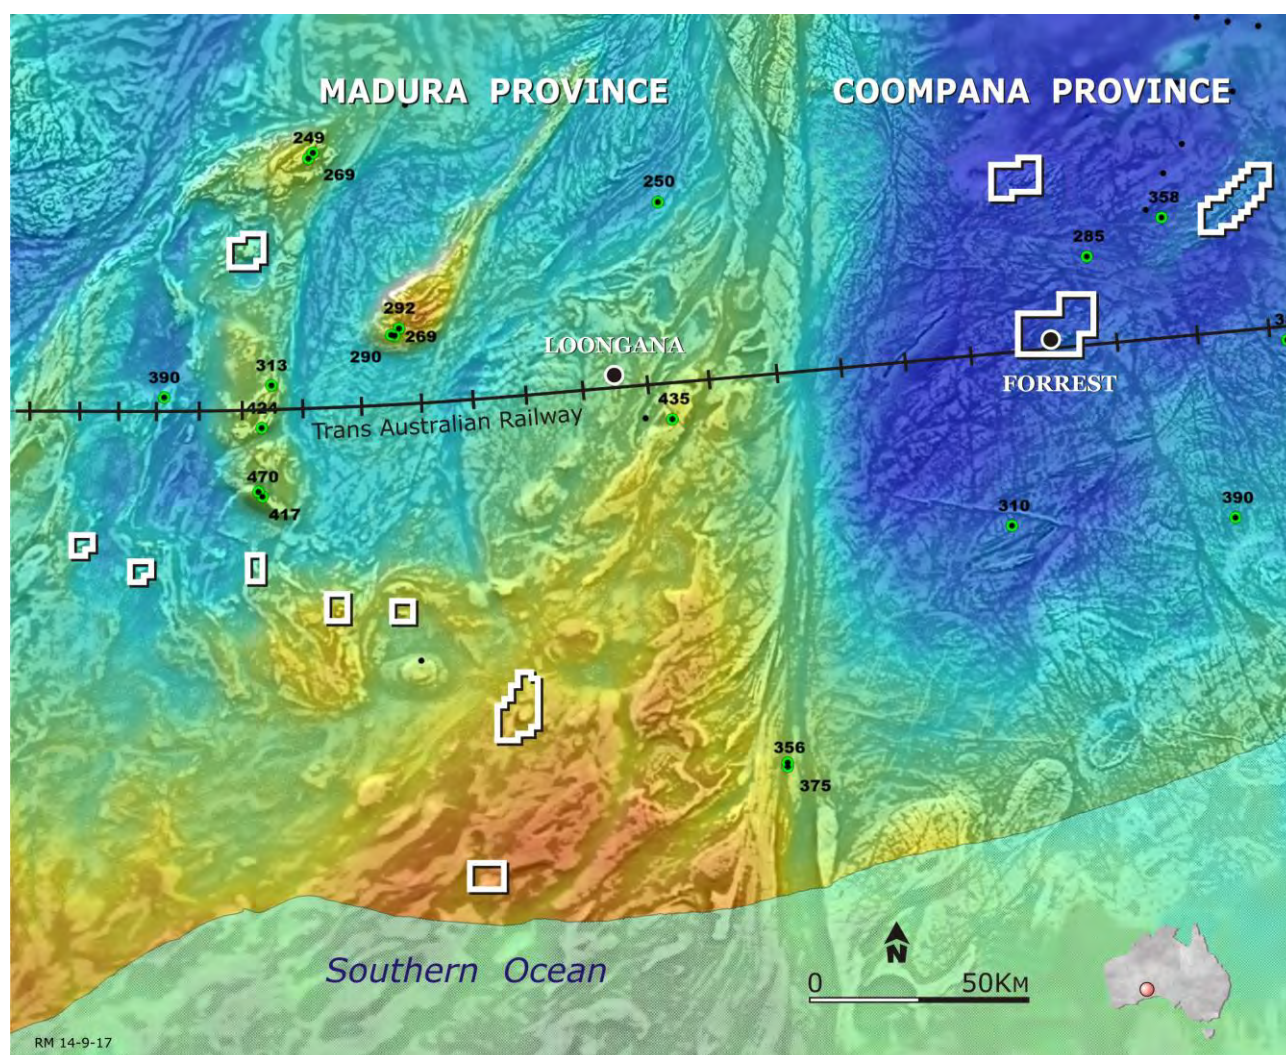 MADURA PROVINCE
COOMPANA PROVINCE
249
269
250
358
285
292
269
290
LOONGANA
3
FORREST
313
390
424
435
Trans Australian Railway
470
417
310
390
356
375
N
Southern Ocean
0 50KM
RM 14-9-17